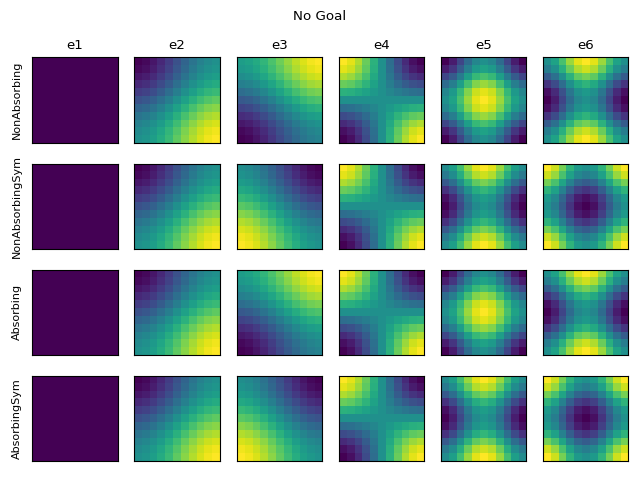 No Goal
e1 e2 e3 e4 e5 e6
NonAbsorbing
NonAbsorbingSym
Absorbing
AbsorbingSym